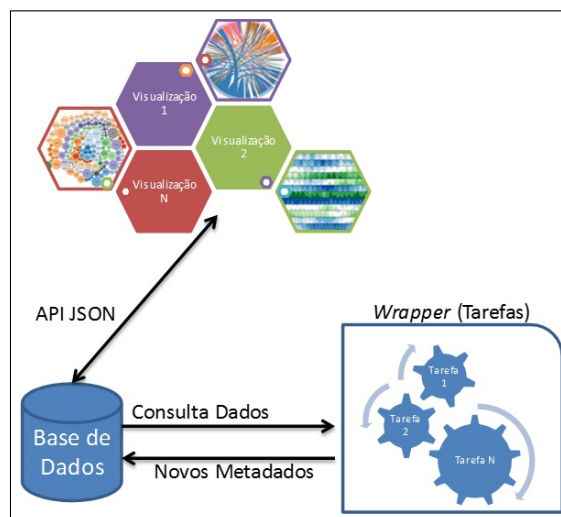 Visualização
1
Visualização
2
Visualização
N
API JSON
Wrapper (Tarefas)
Tarefa
1
Tarefa
2
Tarefa N
Base de
Dados
Consulta Dados
Novos Metadados